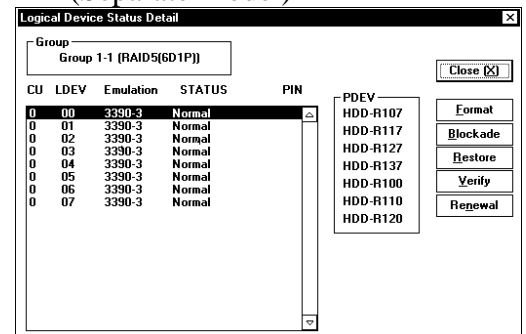 (Separate model)
Logical Device Status Detail
Group
Group 1-1 (RAID5(6D1P))
Close (X)
CU LDEV Emulation STATUS PIN
PDEV
0 00 3390-3 Normal
0 01 3390-3 Normal
0 02 3390-3 Normal
0 03 3390-3 Normal
0 04 3390-3 Normal
0 05 3390-3 Normal
0 06 3390-3 Normal
0 07 3390-3 Normal
HDD-R107
HDD-R117
HDD-R127
HDD-R137
HDD-R100
HDD-R110
HDD-R120
Format
Blockade
Restore
Verify
Renewal